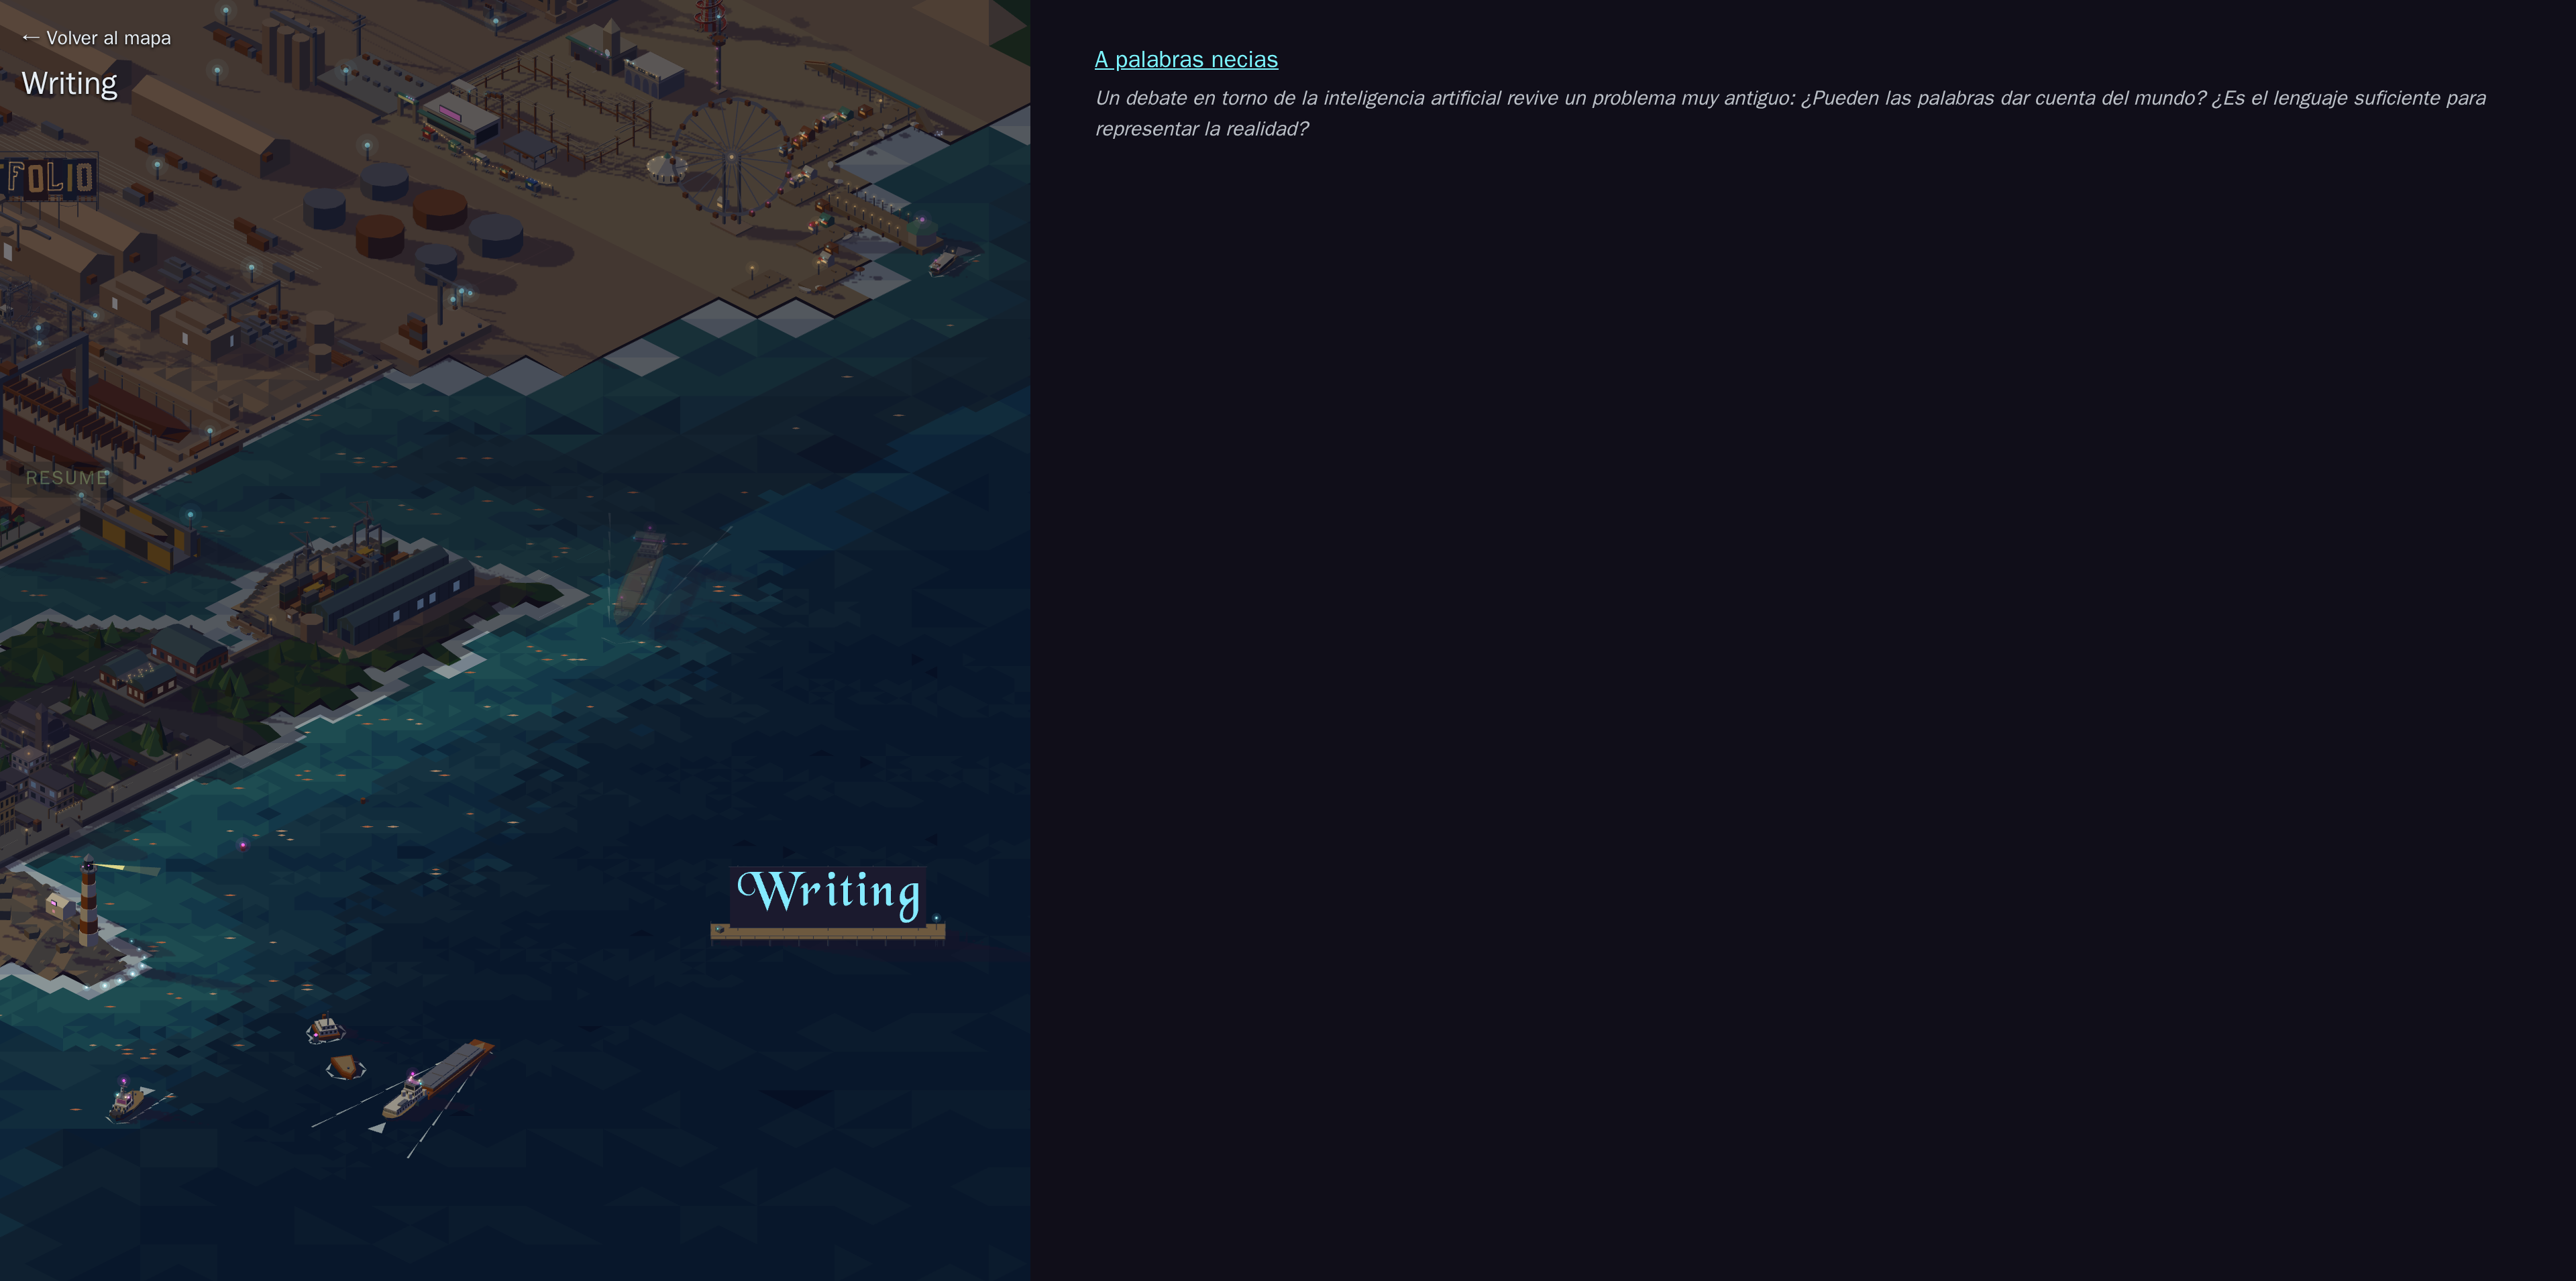 ← Volver al mapa
Writing
FOLIO
RESUME
Writing
A palabras necias
Un debate en torno de la inteligencia artificial revive un problema muy antiguo: ¿Pueden las palabras dar cuenta del mundo? ¿Es el lenguaje suficiente para
representar la realidad?